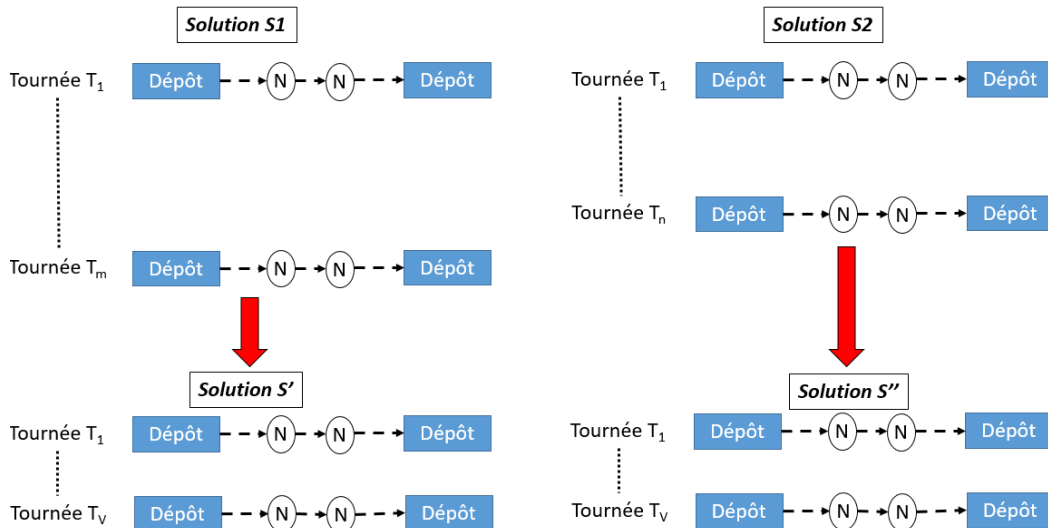 Solution S1
Tournée T1 Dépôt N N Dépôt
Tournée Tm Dépôt N N Dépôt
Solution S'
Tournée T1 Dépôt N N Dépôt
Tournée TV Dépôt N N Dépôt
Solution S2
Tournée T1 Dépôt N N Dépôt
Tournée Tn Dépôt N N Dépôt
Solution S''
Tournée T1 Dépôt N N Dépôt
Tournée TV Dépôt N N Dépôt